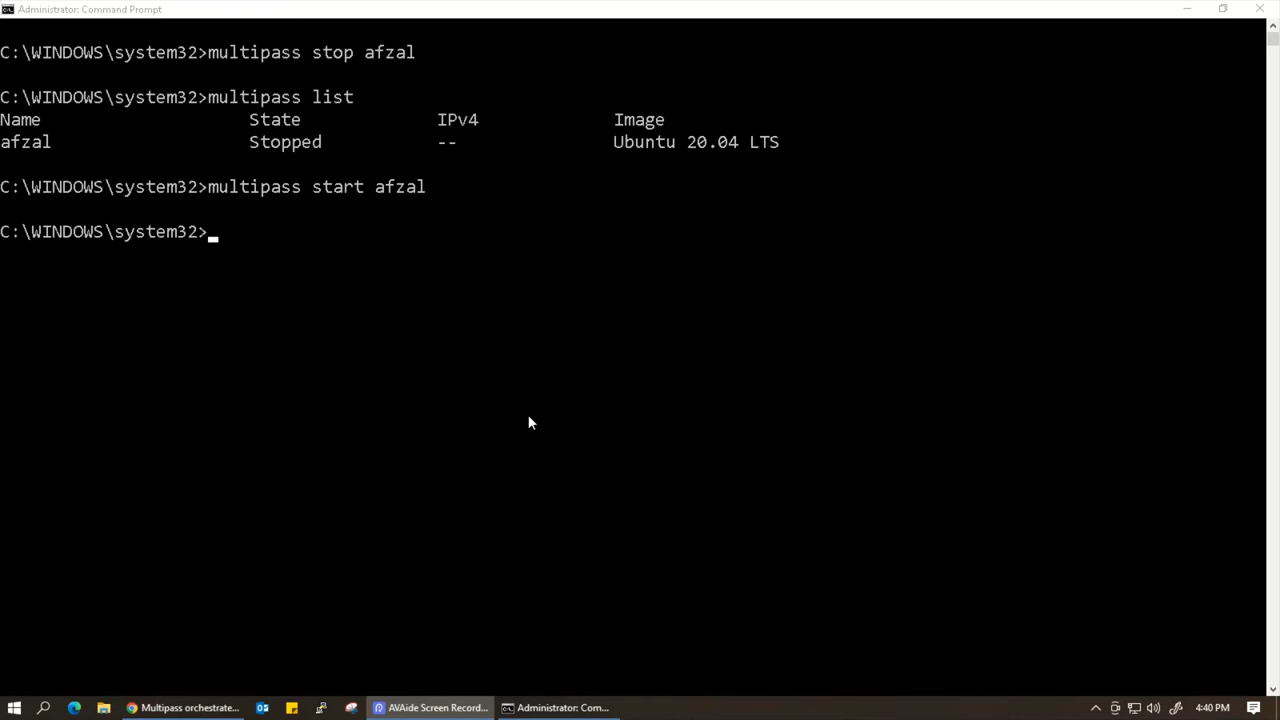 Administrator: Command Prompt
C:\WINDOWS\system32>multipass stop afzal
C:\WINDOWS\system32>multipass list
Name State IPv4 Image
afzal Stopped -- Ubuntu 20.04 LTS
C:\WINDOWS\system32>multipass start afzal
C:\WINDOWS\system32>
Multipass orchestrate... AVAide Screen Record... Administrator: Com... 4:40 PM